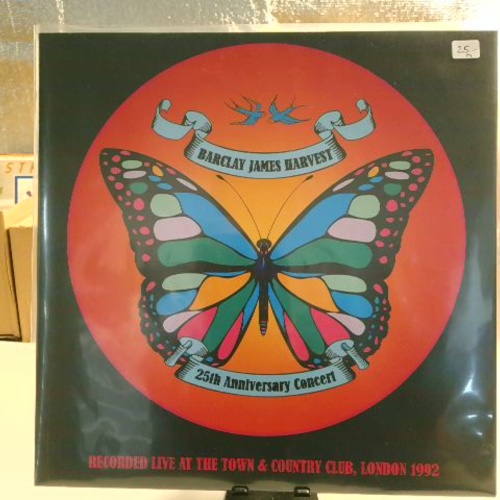 25,-
BARCLAY JAMES HARVEST
25th Anniversary Concert
RECORDED LIVE AT THE TOWN & COUNTRY CLUB, LONDON 1992